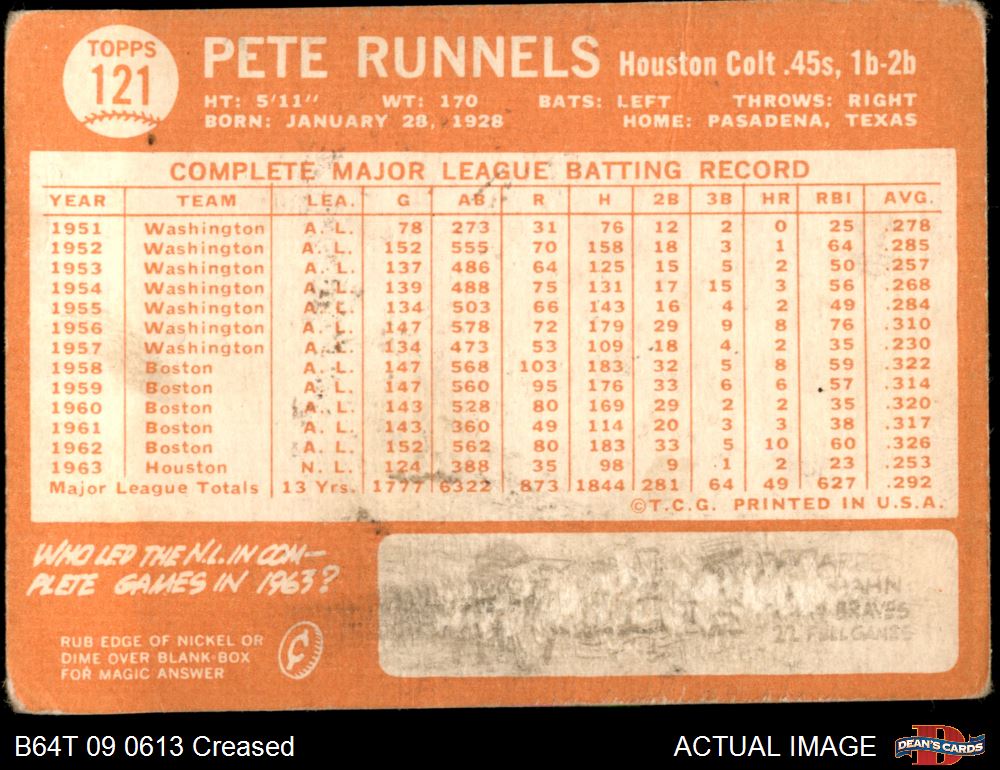 TOPPS
121
PETE RUNNELS Houston Colt .45s, 1b-2b
HT: 5'11" WT: 170 BATS: LEFT THROWS: RIGHT
BORN: JANUARY 28, 1928 HOME: PASADENA, TEXAS
COMPLETE MAJOR LEAGUE BATTING RECORD
YEAR TEAM LEA. G AB R H 2B 3B HR RBI AVG.
1951 Washington A. L. 78 273 31 76 12 2 0 25 .278
1952 Washington A. L. 152 555 70 158 18 3 1 64 .285
1953 Washington A. L. 137 486 64 125 15 5 2 50 .257
1954 Washington A. L. 139 488 75 131 17 15 3 56 .268
1955 Washington A. L. 134 503 66 143 16 4 2 49 .284
1956 Washington A. L. 147 578 72 179 29 9 8 76 .310
1957 Washington A. L. 134 473 53 109 18 4 2 35 .230
1958 Boston A. L. 147 568 103 183 32 5 8 59 .322
1959 Boston A. L. 147 560 95 176 33 6 6 57 .314
1960 Boston A. L. 143 528 80 169 29 2 2 35 .320
1961 Boston A. L. 143 360 49 114 20 3 3 38 .317
1962 Boston A. L. 152 562 80 183 33 5 10 60 .326
1963 Houston N. L. 124 388 35 98 9 1 2 23 .253
Major League Totals 13 Yrs. 1777 6322 873 1844 281 64 49 627 .292
©T.C.G. PRINTED IN U.S.A.
WHO LED THE N.L. IN COM-
PLETE GAMES IN 1963?
RUB EDGE OF NICKEL OR
DIME OVER BLANK-BOX
FOR MAGIC ANSWER
BRAVES
22 FULL GAMES
B64T 09 0613 Creased
ACTUAL IMAGE
DEAN'S CARDS